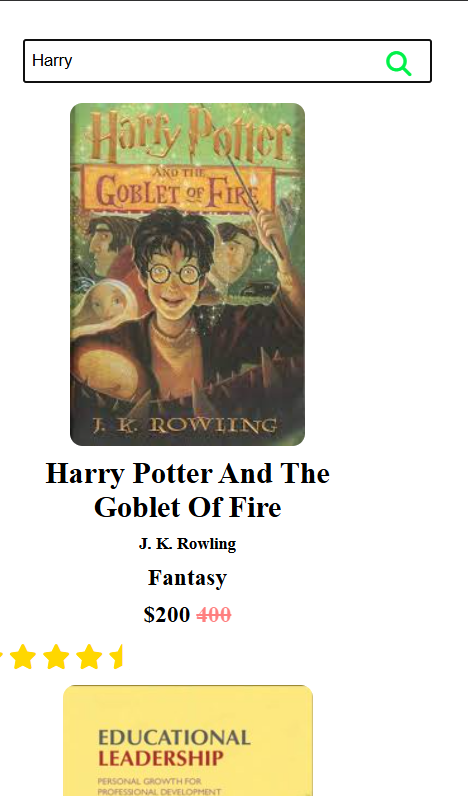 Harry
Harry Potter
AND THE
GOBLET OF FIRE
J. K. ROWLING
Harry Potter And The
Goblet Of Fire
J. K. Rowling
Fantasy
$200 400
EDUCATIONAL
LEADERSHIP
PERSONAL GROWTH FOR
PROFESSIONAL DEVELOPMENT